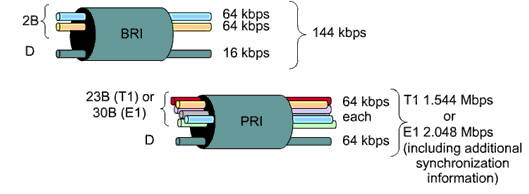 2B
BRI
64 kbps
64 kbps
144 kbps
D
16 kbps
23B (T1) or
30B (E1)
PRI
64 kbps
each
T1 1.544 Mbps
or
E1 2.048 Mbps
(including additional
synchronization
information)
D
64 kbps